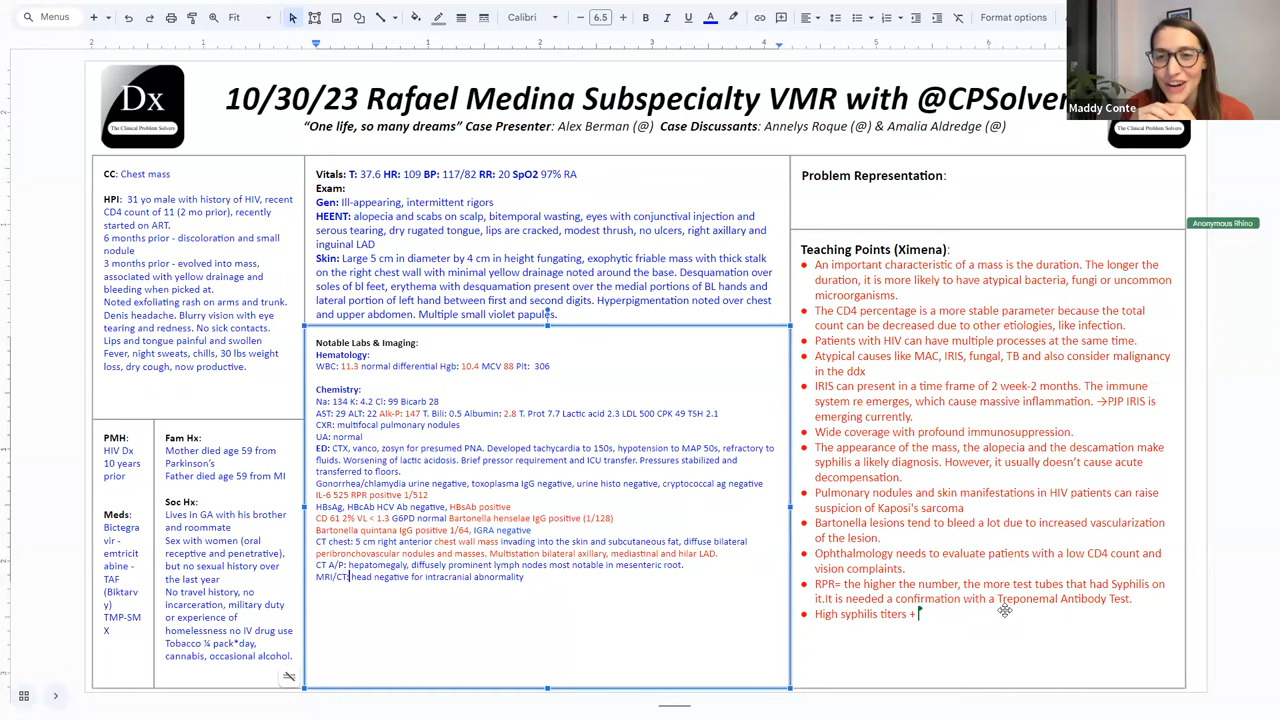 Menus
Fit
Calibri
6.5
Format options
2
1
1
2
3
4
5
6
Maddy Conte
Dx
The Clinical Problem Solvers
10/30/23 Rafael Medina Subspecialty VMR with @CPSolver
“One life, so many dreams” Case Presenter: Alex Berman (@) Case Discussants: Annelys Roque (@) & Amalia Aldredge (@)
The Clinical Problem Solvers
CC: Chest mass
HPI: 31 yo male with history of HIV, recent
CD4 count of 11 (2 mo prior), recently
started on ART.
6 months prior - discoloration and small
nodule
3 months prior - evolved into mass,
associated with yellow drainage and
bleeding when picked at.
Noted exfoliating rash on arms and trunk.
Denis headache. Blurry vision with eye
tearing and redness. No sick contacts.
Lips and tongue painful and swollen
Fever, night sweats, chills, 30 lbs weight
loss, dry cough, now productive.
PMH:
HIV Dx
10 years
prior
Meds:
Bictegra
vir -
emtricit
abine -
TAF
(Biktarv
y)
TMP-SM
X
Fam Hx:
Mother died age 59 from
Parkinson’s
Father died age 59 from MI
Soc Hx:
Lives in GA with his brother
and roommate
Sex with women (oral
receptive and penetrative),
but no sexual history over
the last year
No travel history, no
incarceration, military duty
or experience of
homelessness no IV drug use
Tobacco ¼ pack*day,
cannabis, occasional alcohol.
Vitals: T: 37.6 HR: 109 BP: 117/82 RR: 20 SpO2 97% RA
Exam:
Gen: Ill-appearing, intermittent rigors
HEENT: alopecia and scabs on scalp, bitemporal wasting, eyes with conjunctival injection and
serous tearing, dry rugated tongue, lips are cracked, modest thrush, no ulcers, right axillary and
inguinal LAD
Skin: Large 5 cm in diameter by 4 cm in height fungating, exophytic friable mass with thick stalk
on the right chest wall with minimal yellow drainage noted around the base. Desquamation over
soles of bl feet, erythema with desquamation present over the medial portions of BL hands and
lateral portion of left hand between first and second digits. Hyperpigmentation noted over chest
and upper abdomen. Multiple small violet papules.
Notable Labs & Imaging:
Hematology:
WBC: 11.3 normal differential Hgb: 10.4 MCV 88 Plt: 306
Chemistry:
Na: 134 K: 4.2 Cl: 99 Bicarb 28
AST: 29 ALT: 22 Alk-P: 147 T. Bili: 0.5 Albumin: 2.8 T. Prot 7.7 Lactic acid 2.3 LDL 500 CPK 49 TSH 2.1
CXR: multifocal pulmonary nodules
UA: normal
ED: CTX, vanco, zosyn for presumed PNA. Developed tachycardia to 150s, hypotension to MAP 50s, refractory to
fluids. Worsening of lactic acidosis. Brief pressor requirement and ICU transfer. Pressures stabilized and
transferred to floors.
Gonorrhea/chlamydia urine negative, toxoplasma IgG negative, urine histo negative, cryptococcal ag negative
IL-6 525 RPR positive 1/512
HBsAg, HBcAb HCV Ab negative, HBsAb positive
CD 61 2% VL < 1.3 G6PD normal Bartonella henselae IgG positive (1/128)
Bartonella quintana IgG positive 1/64, IGRA negative
CT chest: 5 cm right anterior chest wall mass invading into the skin and subcutaneous fat, diffuse bilateral
peribronchovascular nodules and masses. Multistation bilateral axillary, mediastinal and hilar LAD.
CT A/P: hepatomegaly, diffusely prominent lymph nodes most notable in mesenteric root.
MRI/CT: head negative for intracranial abnormality
Problem Representation:
Anonymous Rhino
Teaching Points (Ximena):
● An important characteristic of a mass is the duration. The longer the
duration, it is more likely to have atypical bacteria, fungi or uncommon
microorganisms.
● The CD4 percentage is a more stable parameter because the total
count can be decreased due to other etiologies, like infection.
● Patients with HIV can have multiple processes at the same time.
● Atypical causes like MAC, IRIS, fungal, TB and also consider malignancy
in the ddx
● IRIS can present in a time frame of 2 week-2 months. The immune
system re emerges, which cause massive inflammation. →PJP IRIS is
emerging currently.
● Wide coverage with profound immunosuppression.
● The appearance of the mass, the alopecia and the descamation make
syphilis a likely diagnosis. However, it usually doesn’t cause acute
decompensation.
● Pulmonary nodules and skin manifestations in HIV patients can raise
suspicion of Kaposi's sarcoma
● Bartonella lesions tend to bleed a lot due to increased vascularization
of the lesion.
● Ophthalmology needs to evaluate patients with a low CD4 count and
vision complaints.
● RPR= the higher the number, the more test tubes that had Syphilis on
it.It is needed a confirmation with a Treponemal Antibody Test.
● High syphilis titers +